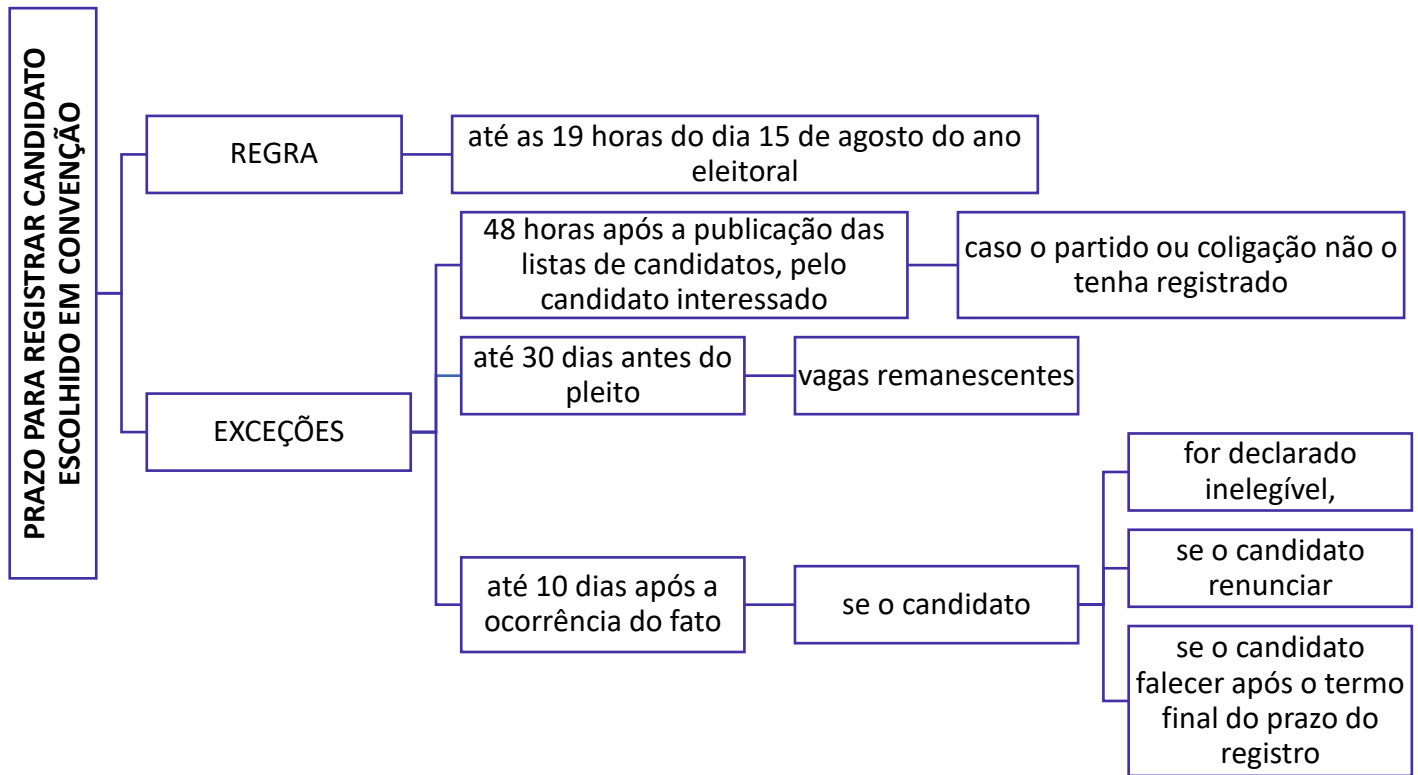 PRAZO PARA REGISTRAR CANDIDATO
ESCOLHIDO EM CONVENÇÃO
REGRA
até as 19 horas do dia 15 de agosto do ano
eleitoral
EXCEÇÕES
48 horas após a publicação das
listas de candidatos, pelo
candidato interessado
caso o partido ou coligação não o
tenha registrado
até 30 dias antes do
pleito
vagas remanescentes
até 10 dias após a
ocorrência do fato
se o candidato
for declarado
inelegível,
se o candidato
renunciar
se o candidato
falecer após o termo
final do prazo do
registro